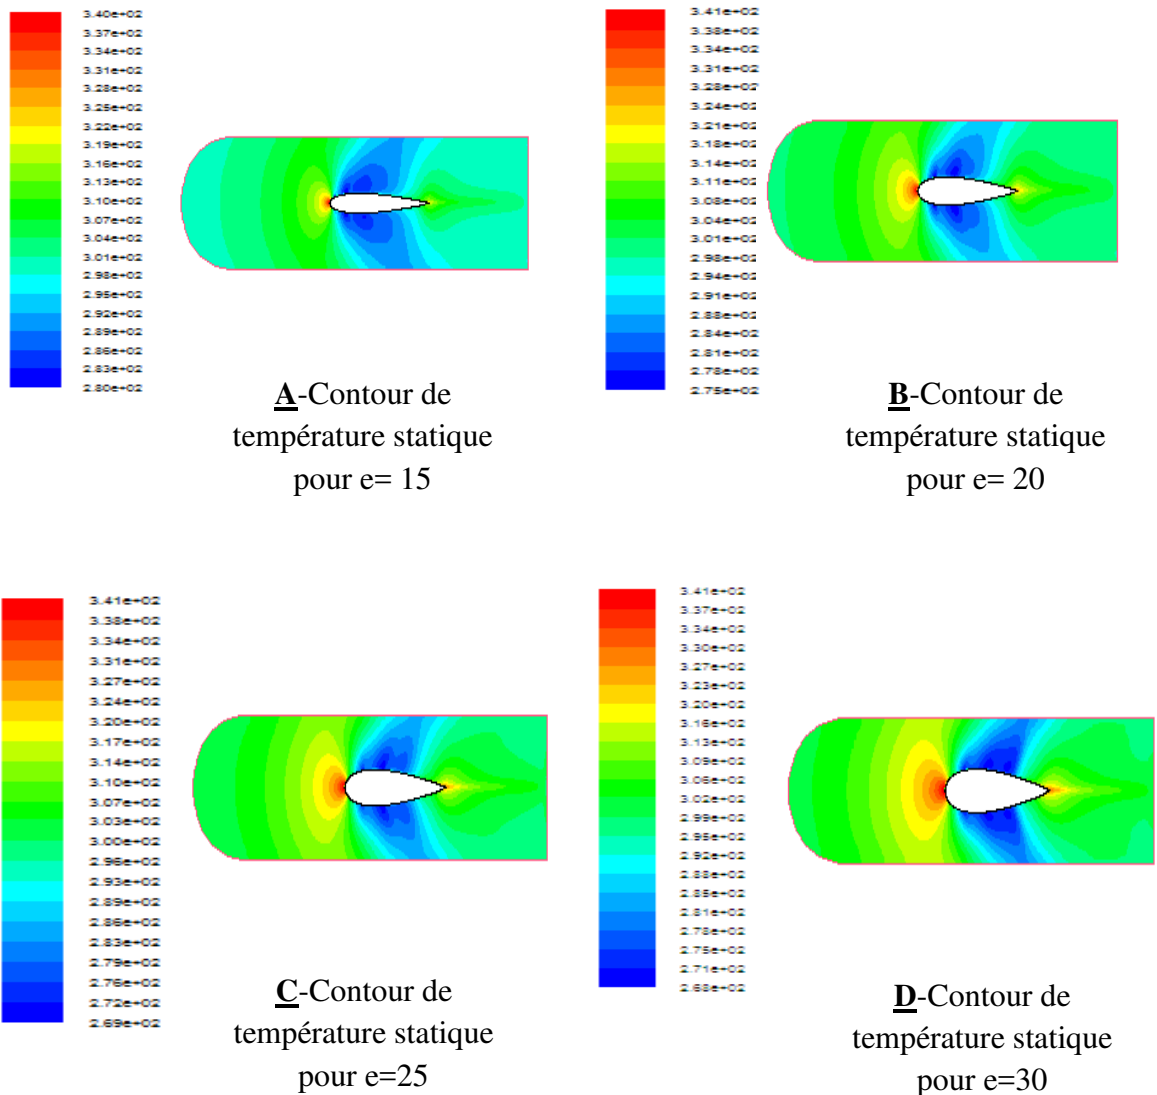 3.40e+02
3.37e+02
3.34e+02
3.31e+02
3.28e+02
3.25e+02
3.22e+02
3.19e+02
3.16e+02
3.13e+02
3.10e+02
3.07e+02
3.04e+02
3.01e+02
2.98e+02
2.95e+02
2.92e+02
2.89e+02
2.86e+02
2.83e+02
2.80e+02
A-Contour de
température statique
pour e= 15
3.41e+02
3.38e+02
3.34e+02
3.31e+02
3.28e+02
3.24e+02
3.21e+02
3.18e+02
3.14e+02
3.11e+02
3.08e+02
3.04e+02
3.01e+02
2.98e+02
2.94e+02
2.91e+02
2.88e+02
2.84e+02
2.81e+02
2.78e+02
2.75e+02
B-Contour de
température statique
pour e= 20
3.41e+02
3.38e+02
3.34e+02
3.31e+02
3.27e+02
3.24e+02
3.20e+02
3.17e+02
3.14e+02
3.10e+02
3.07e+02
3.03e+02
3.00e+02
2.96e+02
2.93e+02
2.89e+02
2.86e+02
2.83e+02
2.79e+02
2.76e+02
2.72e+02
2.69e+02
C-Contour de
température statique
pour e=25
3.41e+02
3.37e+02
3.34e+02
3.30e+02
3.27e+02
3.23e+02
3.20e+02
3.16e+02
3.13e+02
3.09e+02
3.06e+02
3.02e+02
2.99e+02
2.95e+02
2.92e+02
2.88e+02
2.85e+02
2.81e+02
2.78e+02
2.75e+02
2.71e+02
2.68e+02
D-Contour de
température statique
pour e=30